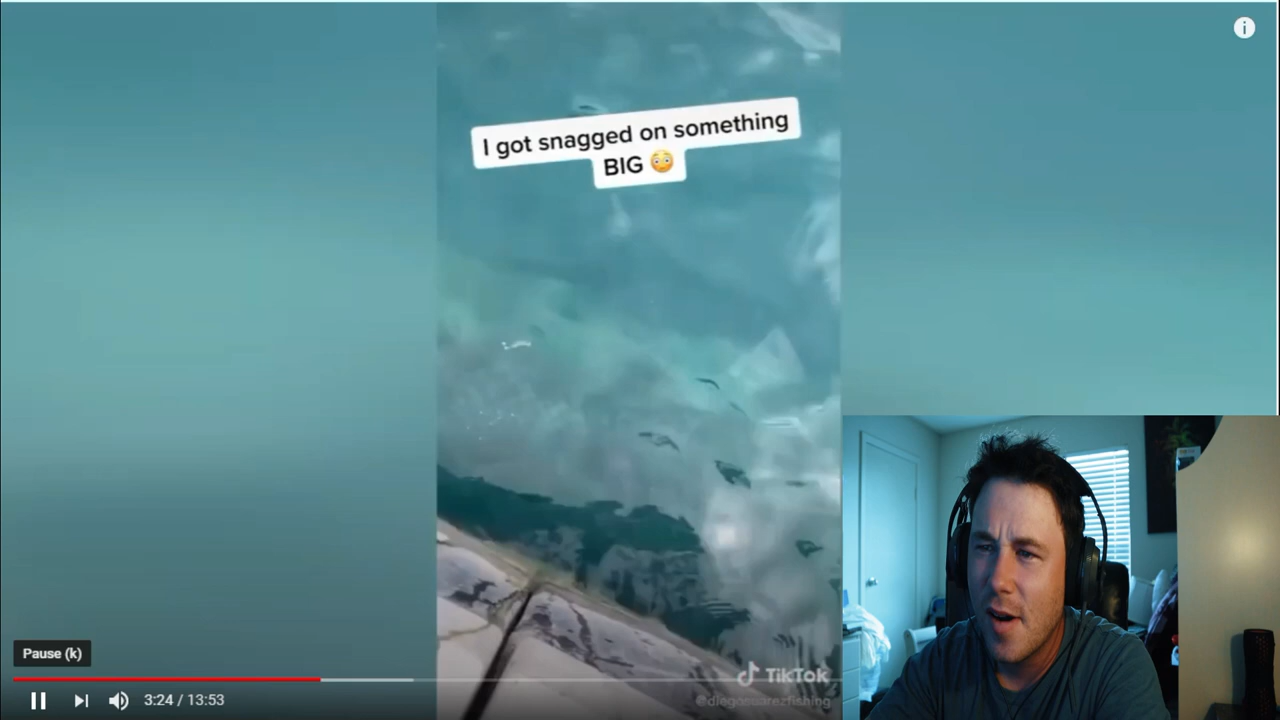 I got snagged on something
BIG 😳
TikTok
@diegosuarezfishing
Pause (k)
3:24 / 13:53